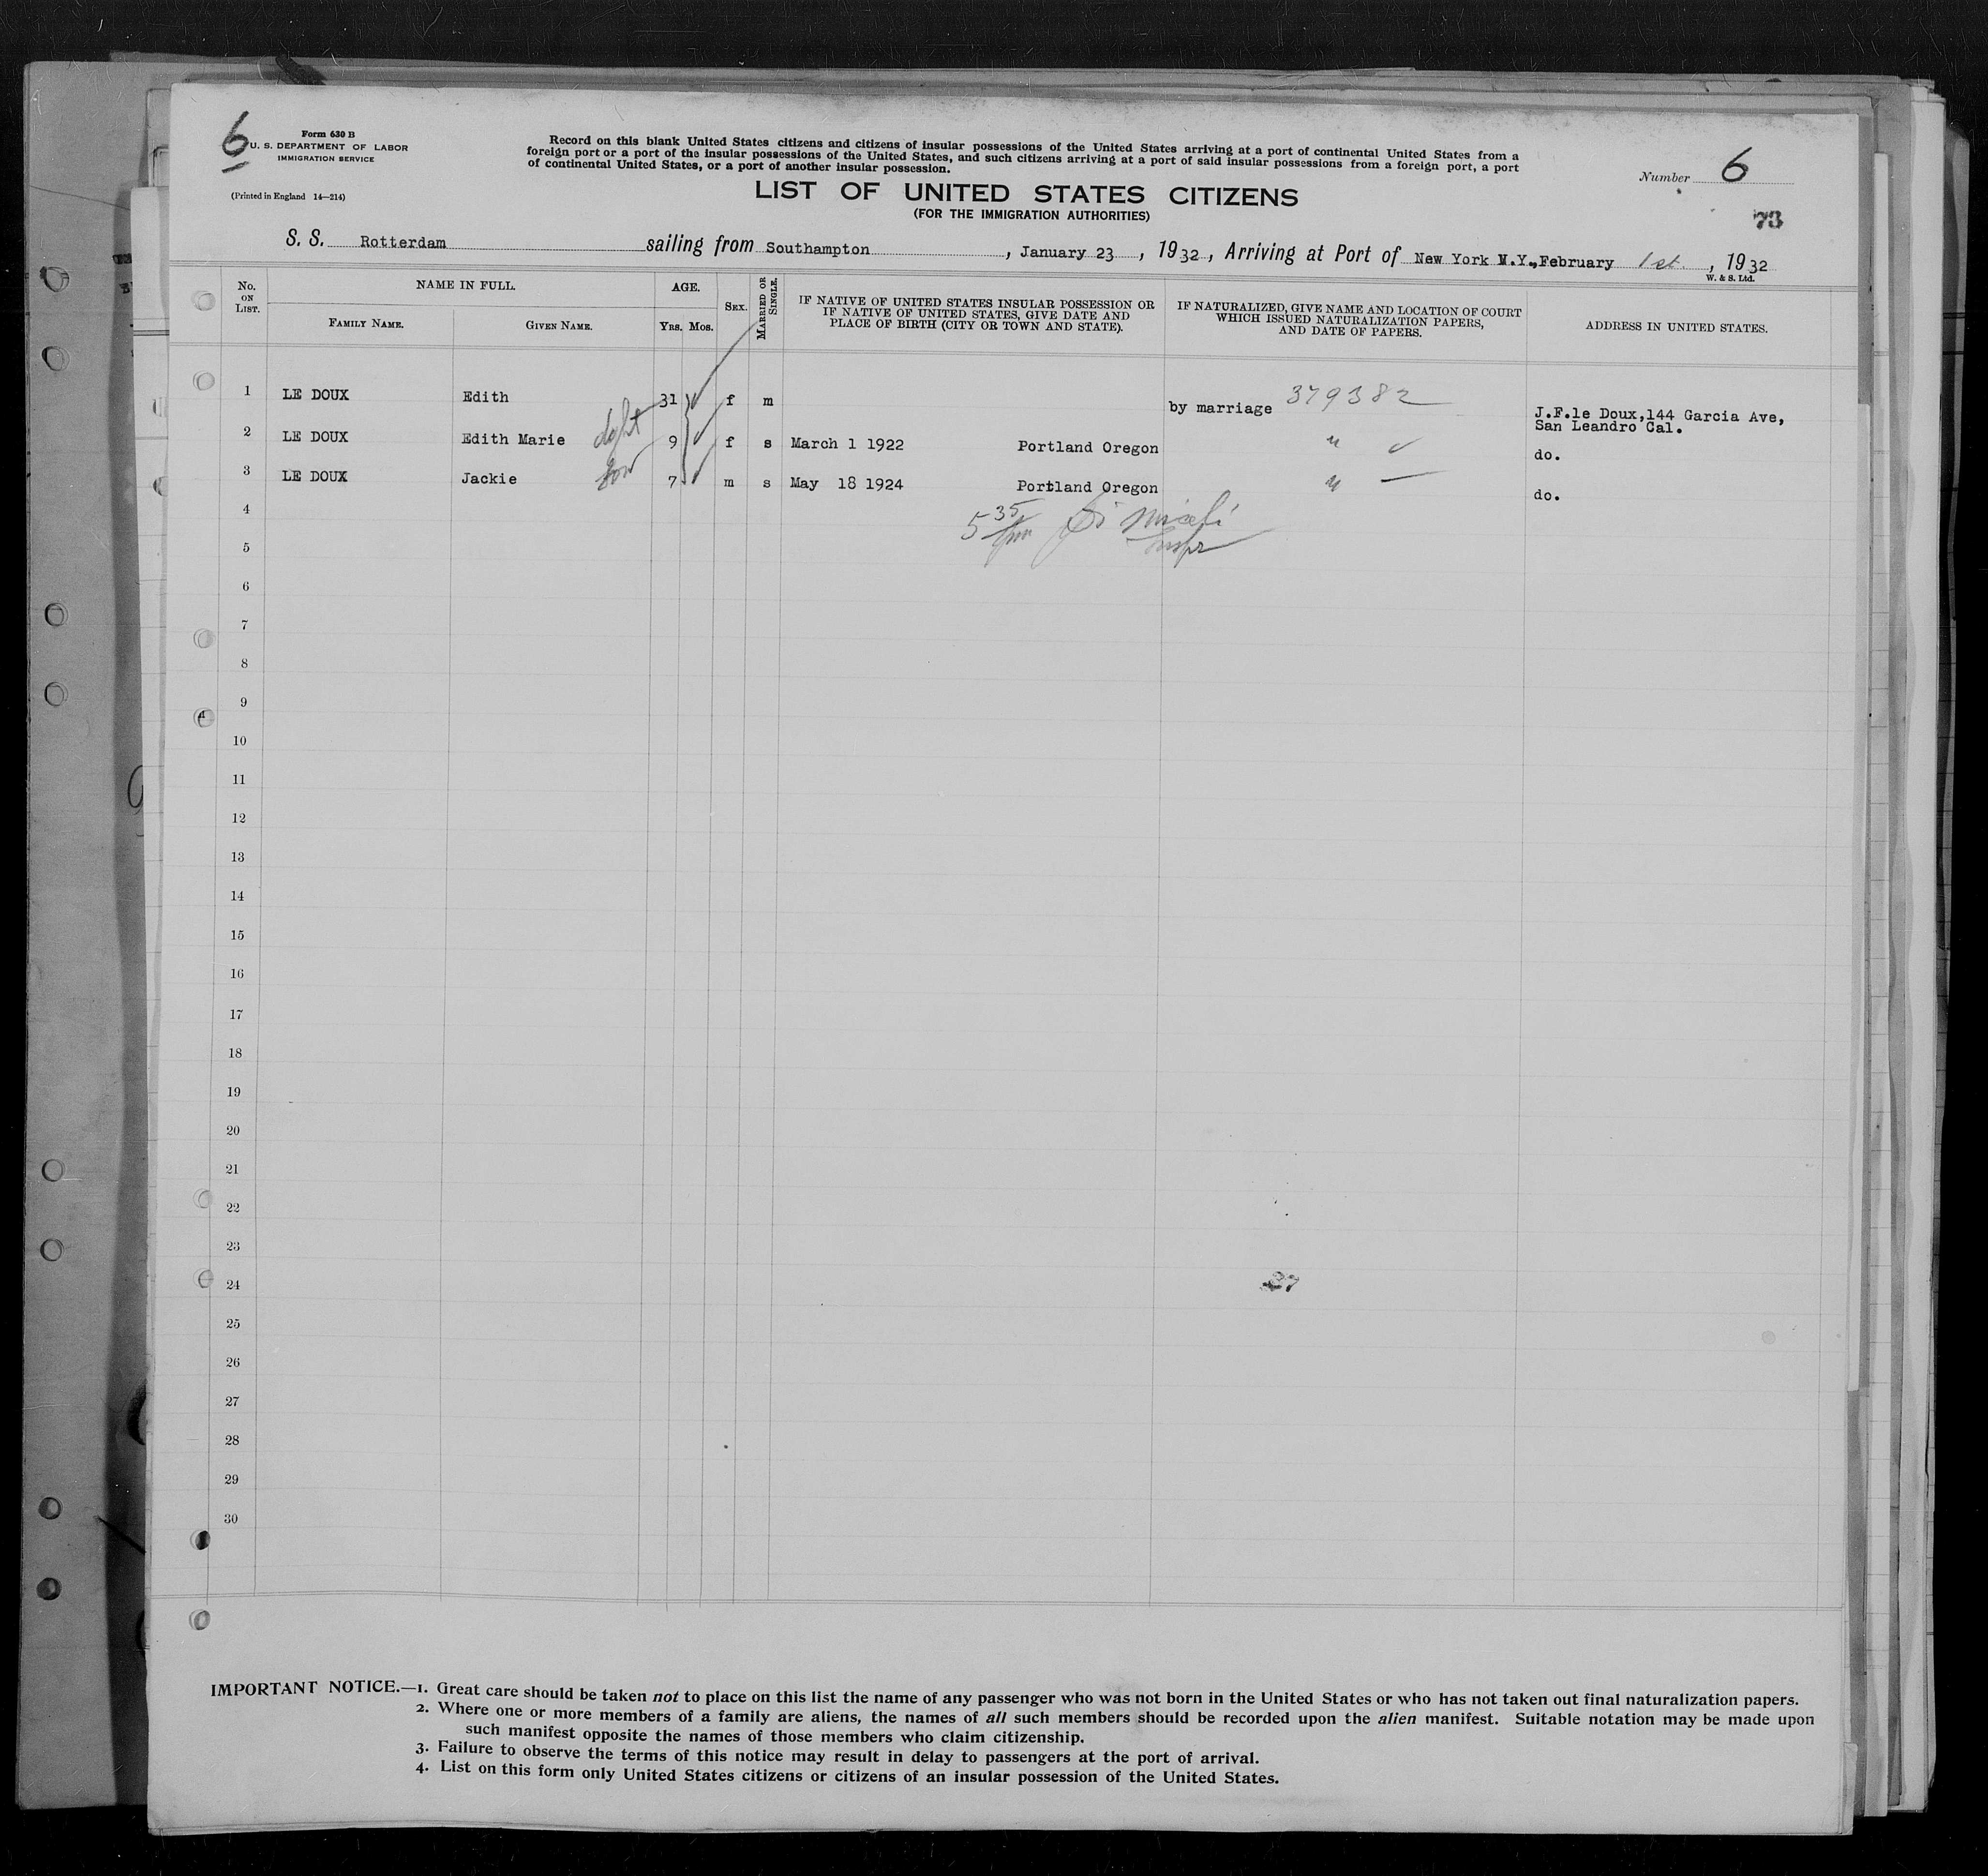 6
Form 630 B
U. S. DEPARTMENT OF LABOR
IMMIGRATION SERVICE
(Printed in England 14—214)
Record on this blank United States citizens and citizens of insular possessions of the United States arriving at a port of continental United States from a
foreign port or a port of the insular possessions of the United States, and such citizens arriving at a port of said insular possessions from a foreign port, a port
of continental United States, or a port of another insular possession.
LIST OF UNITED STATES CITIZENS
(FOR THE IMMIGRATION AUTHORITIES)
Number 6
73
S. S. Rotterdam sailing from Southampton, January 23, 1932, Arriving at Port of New York N.Y., February 1st, 1932
W. & S. Ltd.
No. ON LIST.
NAME IN FULL.
FAMILY NAME.
GIVEN NAME.
AGE.
YRS. MOS.
SEX.
MARRIED OR SINGLE.
IF NATIVE OF UNITED STATES INSULAR POSSESSION OR
IF NATIVE OF UNITED STATES, GIVE DATE AND
PLACE OF BIRTH (CITY OR TOWN AND STATE).
IF NATURALIZED, GIVE NAME AND LOCATION OF COURT
WHICH ISSUED NATURALIZATION PAPERS,
AND DATE OF PAPERS.
ADDRESS IN UNITED STATES.
1 LE DOUX Edith 31 f m by marriage 379382 J.F.le Doux,144 Garcia Ave,
San Leandro Cal.
2 LE DOUX Edith Marie dght 9 f s March 1 1922 Portland Oregon " do.
3 LE DOUX Jackie son 7 m s May 18 1924 Portland Oregon " do.
4
5 35 pm
Inspr
5
6
7
8
9
10
11
12
13
14
15
16
17
18
19
20
21
22
23
24
27
25
26
27
28
29
30
IMPORTANT NOTICE.—1. Great care should be taken not to place on this list the name of any passenger who was not born in the United States or who has not taken out final naturalization papers.
2. Where one or more members of a family are aliens, the names of all such members should be recorded upon the alien manifest. Suitable notation may be made upon
such manifest opposite the names of those members who claim citizenship.
3. Failure to observe the terms of this notice may result in delay to passengers at the port of arrival.
4. List on this form only United States citizens or citizens of an insular possession of the United States.